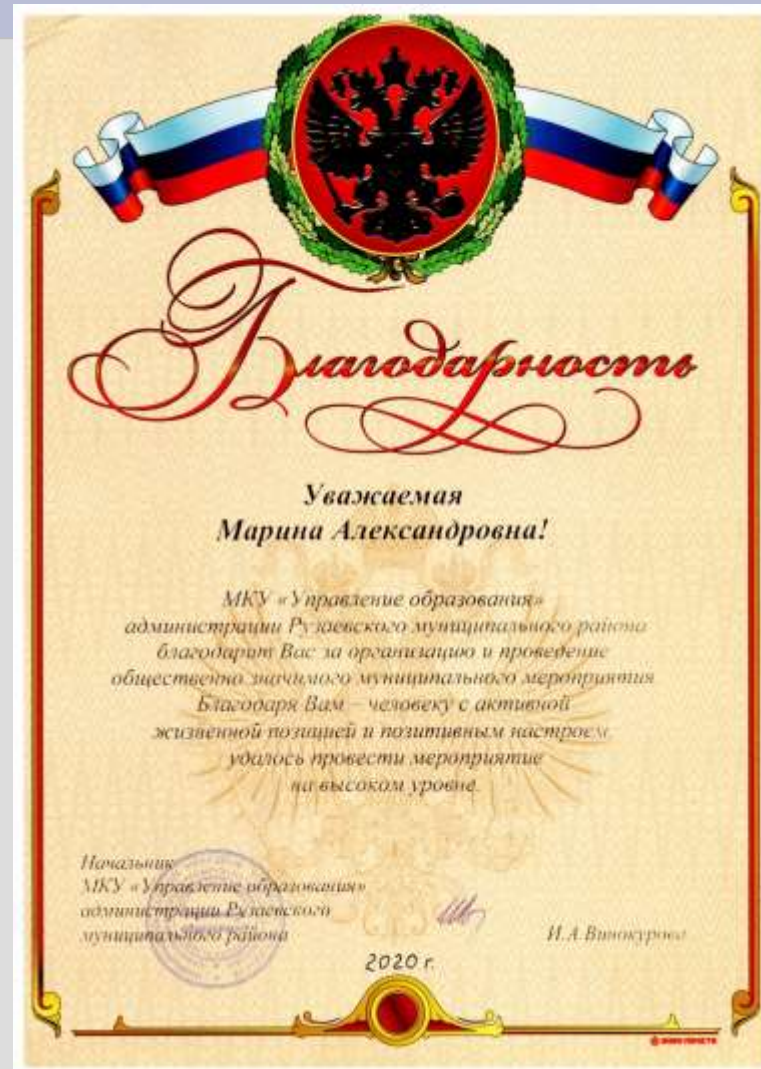 Благодарность
Уважаемая
Марина Александровна!
МКУ «Управление образования»
администрации Рузаевского муниципального района
благодарит Вас за организацию и проведение
общественно значимого муниципального мероприятия
Благодаря Вам – человеку с активной
жизненной позицией и позитивным настроем,
удалось провести мероприятие
на высоком уровне.
Начальник
МКУ «Управление образования»
администрации Рузаевского
муниципального района
И.А.Винокурова
2020 г.